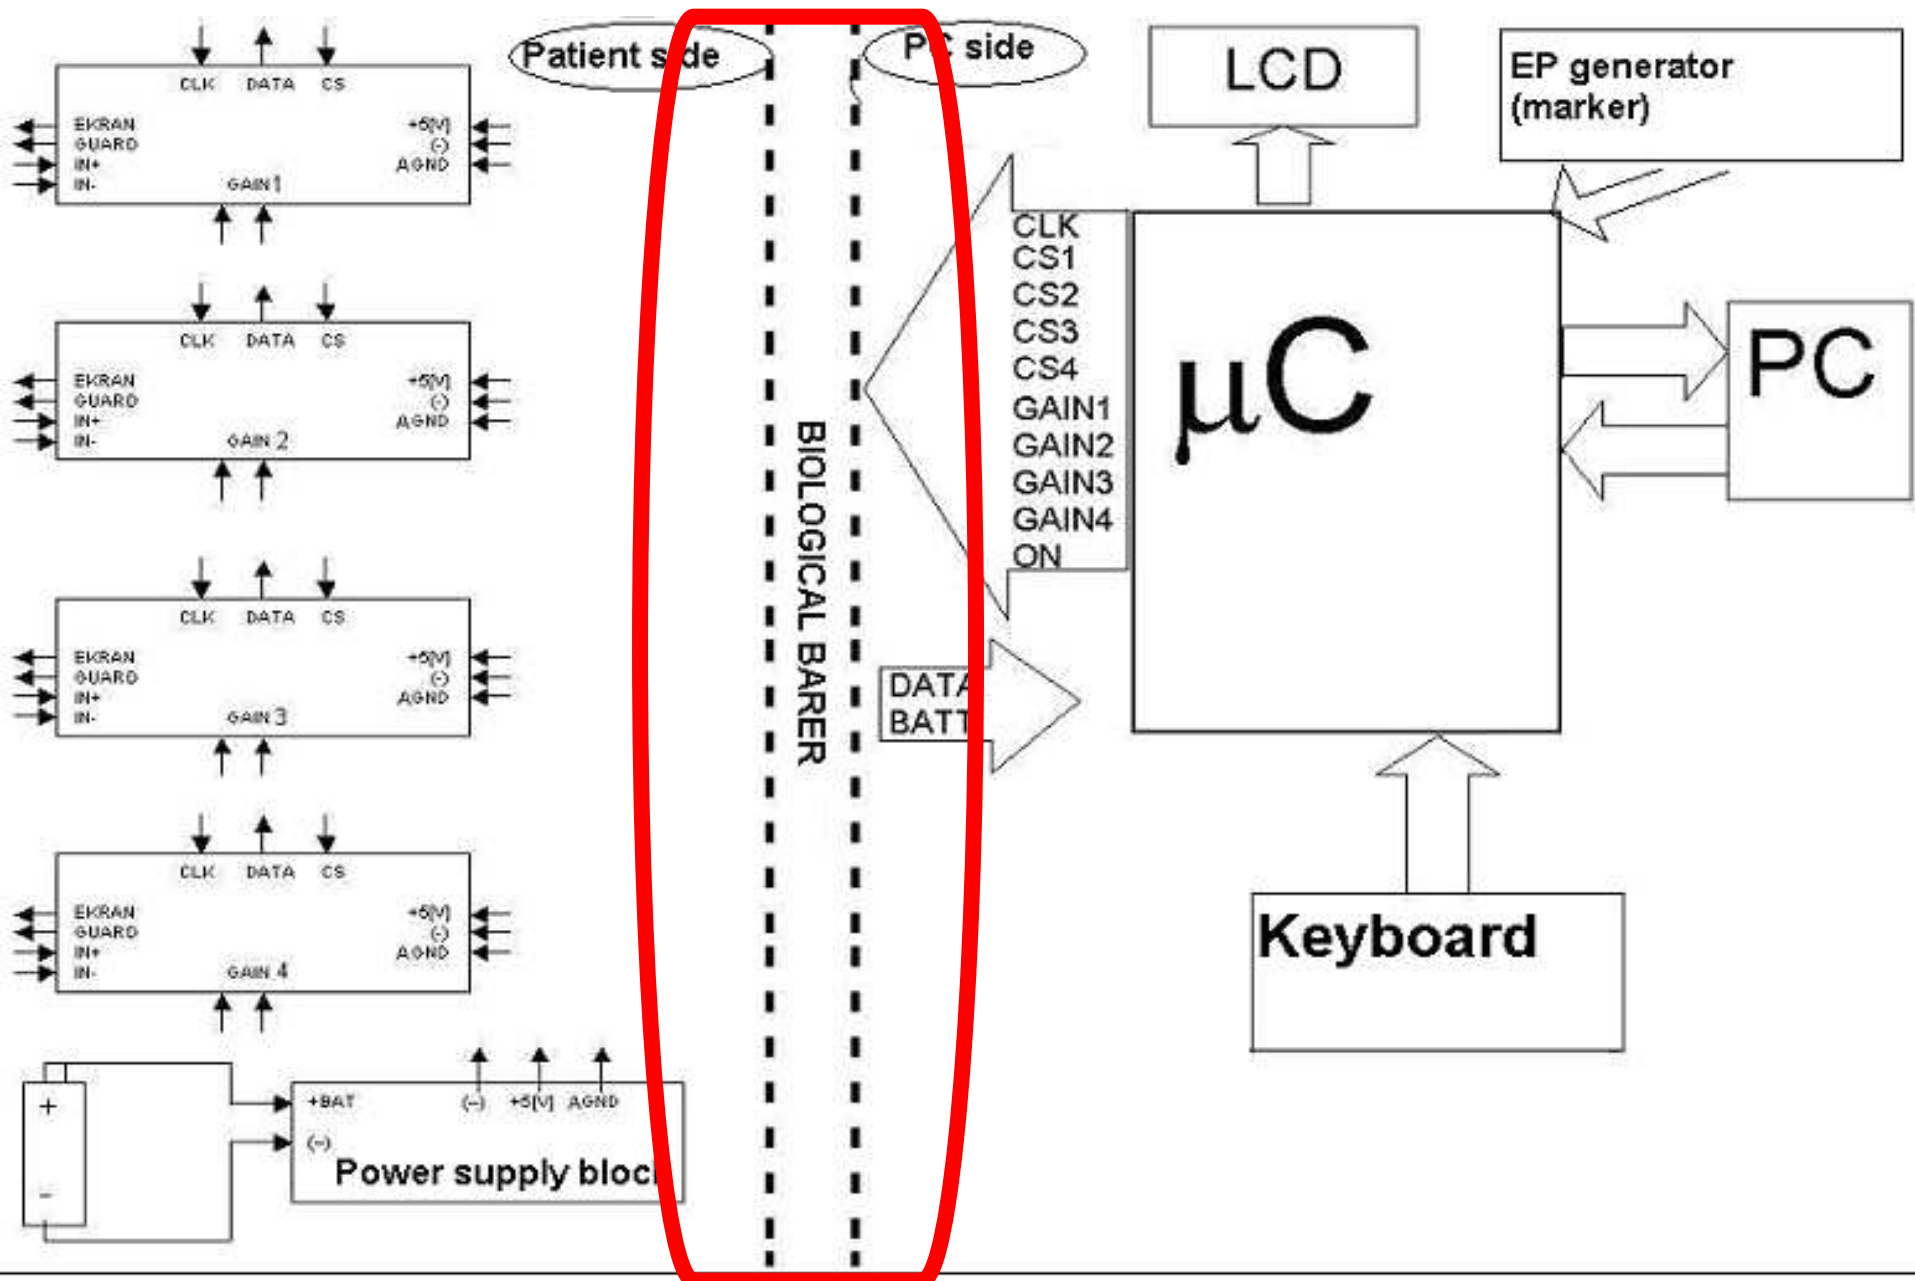 Patient side
PC side
LCD
EP generator
(marker)
CLK DATA CS
EKRAN
GUARD
IN+
IN-
+5[V]
(-)
AGND
GAIN 1
CLK DATA CS
EKRAN
GUARD
IN+
IN-
+5[V]
(-)
AGND
GAIN 2
CLK DATA CS
EKRAN
GUARD
IN+
IN-
+5[V]
(-)
AGND
GAIN 3
CLK DATA CS
EKRAN
GUARD
IN+
IN-
+5[V]
(-)
AGND
GAIN 4
+
-
+BAT
(-)
(-) +5[V] AGND
Power supply block
BIOLOGICAL BARER
CLK
CS1
CS2
CS3
CS4
GAIN1
GAIN2
GAIN3
GAIN4
ON
DATA
BATT
μC
PC
Keyboard